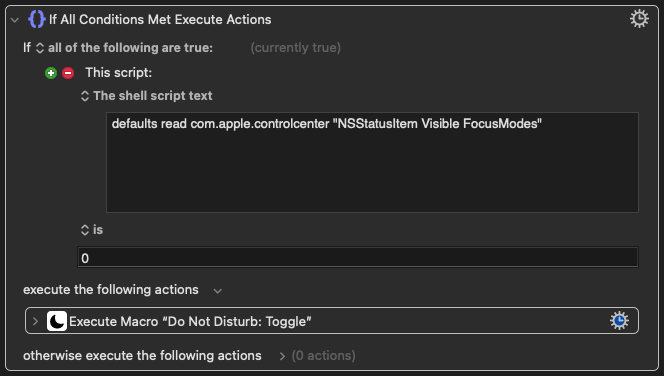 If All Conditions Met Execute Actions
If all of the following are true: (currently true)
This script:
The shell script text
defaults read com.apple.controlcenter "NSStatusItem Visible FocusModes"
is
0
execute the following actions
Execute Macro “Do Not Disturb: Toggle”
otherwise execute the following actions (0 actions)